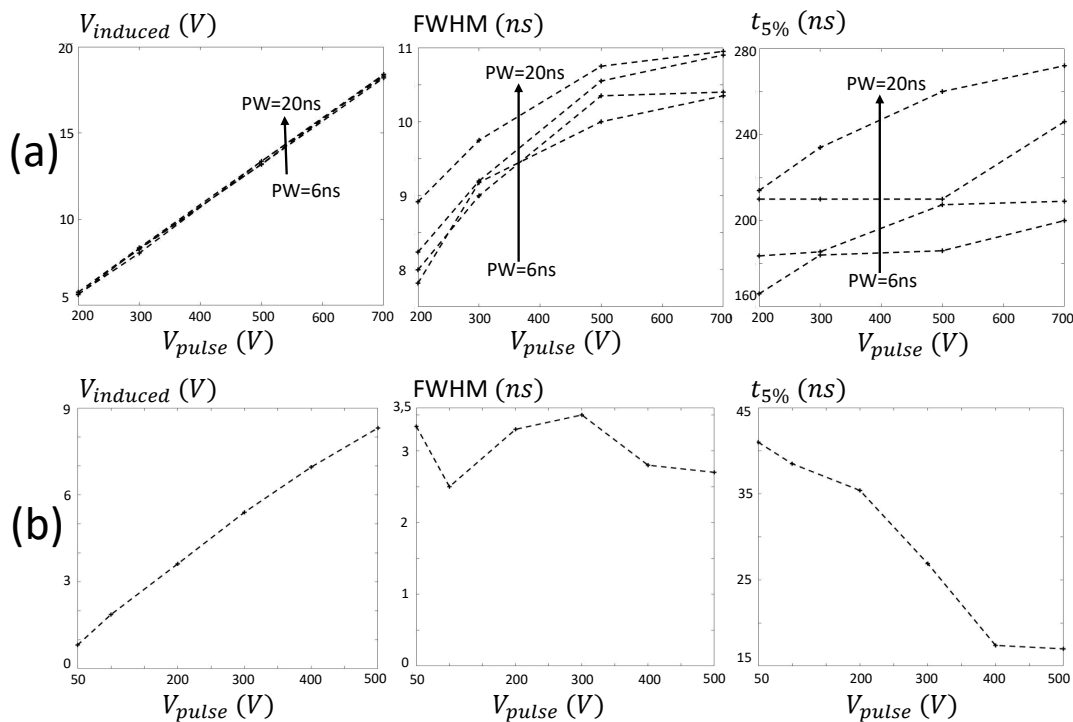 V_induced (V)
FWHM (ns)
t_5% (ns)
(a)
20
15
10
5
200 300 400 500 600 700
PW=20ns
PW=6ns
V_pulse (V)
11
10
9
8
200 300 400 500 600 700
PW=20ns
PW=6ns
V_pulse (V)
280
240
200
160
200 300 400 500 600 700
PW=20ns
PW=6ns
V_pulse (V)
V_induced (V)
FWHM (ns)
t_5% (ns)
(b)
9
6
3
0
50 200 300 400 500
V_pulse (V)
3,5
3
2
1
0
50 200 300 400 500
V_pulse (V)
45
35
25
15
50 200 300 400 500
V_pulse (V)